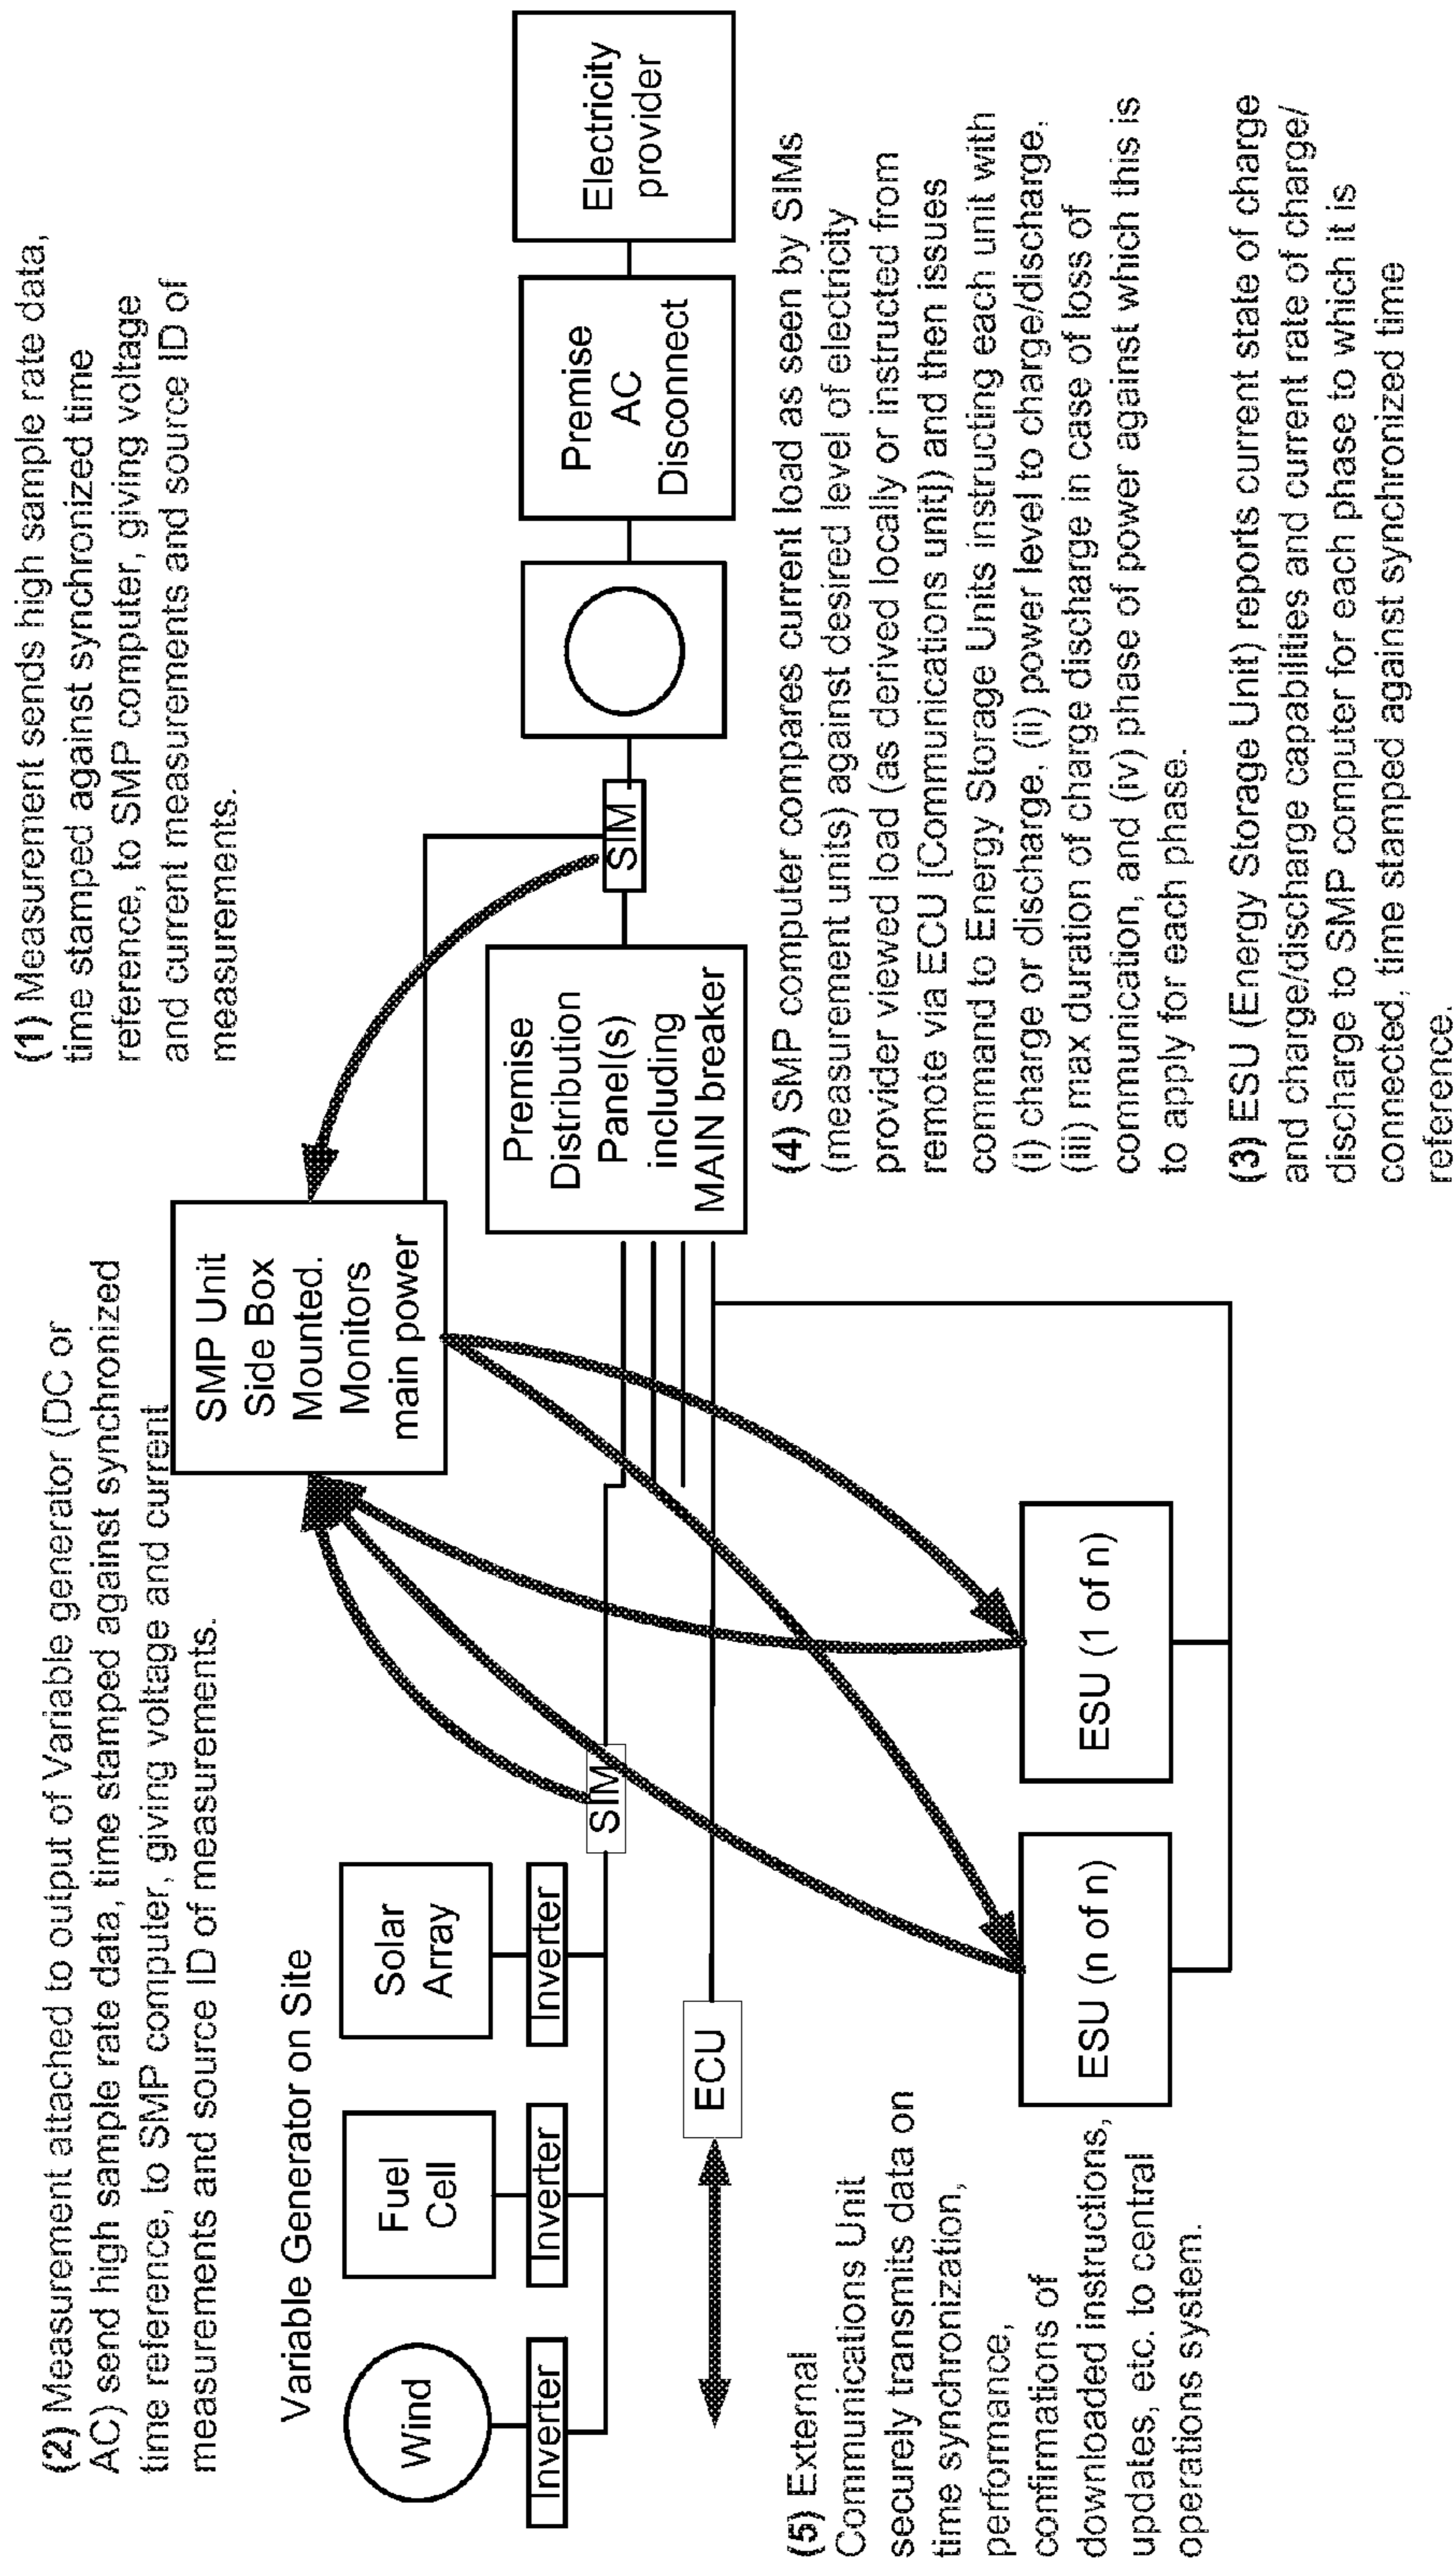 (1) Measurement sends high sample rate data,
time stamped against synchronized time
reference, to SMP computer, giving voltage
and current measurements and source ID of
measurements.
(2) Measurement attached to output of Variable generator (DC or
AC) send high sample rate data, time stamped against synchronized
time reference, to SMP computer, giving voltage and current
measurements and source ID of measurements.
Variable Generator on Site
Wind
Fuel
Cell
Solar
Array
Inverter
Inverter
Inverter
SIM
SMP Unit
Side Box
Mounted.
Monitors
main power
Premise
Distribution
Panel(s)
including
MAIN breaker
SIM
Premise
AC
Disconnect
Electricity
provider
ECU
ESU (n of n)
ESU (1 of n)
(4) SMP computer compares current load as seen by SIMs
(measurement units) against desired level of electricity
provider viewed load (as derived locally or instructed from
remote via ECU [Communications unit]) and then issues
command to Energy Storage Units instructing each unit with
(i) charge or discharge, (ii) power level to charge/discharge,
(iii) max duration of charge discharge in case of loss of
communication, and (iv) phase of power against which this is
to apply for each phase.
(3) ESU (Energy Storage Unit) reports current state of charge
and charge/discharge capabilities and current rate of charge/
discharge to SMP computer for each phase to which it is
connected, time stamped against synchronized time
reference.
(5) External
Communications Unit
securely transmits data on
time synchronization,
performance,
confirmations of
downloaded instructions,
updates, etc. to central
operations system.